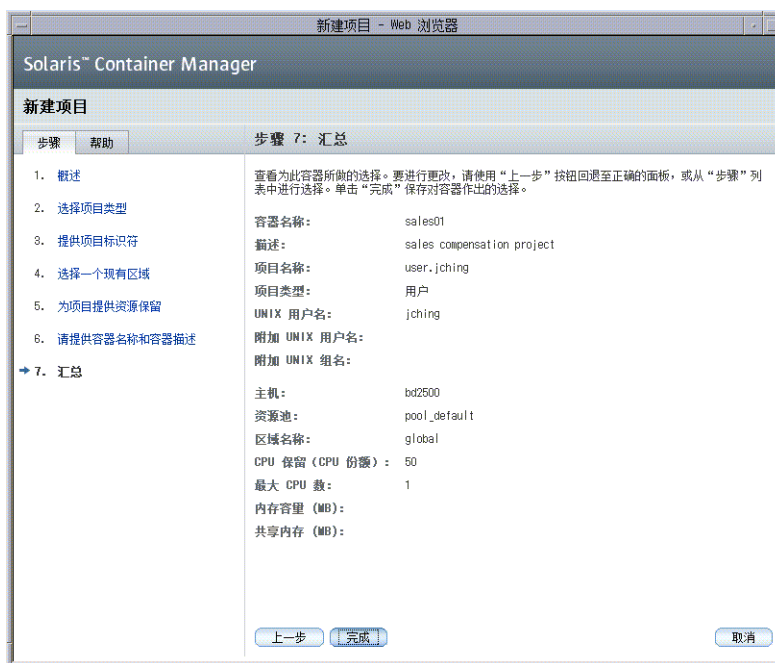 新建项目 - Web 浏览器
Solaris™ Container Manager
新建项目
步骤
帮助
1. 概述
2. 选择项目类型
3. 提供项目标识符
4. 选择一个现有区域
5. 为项目提供资源保留
6. 请提供容器名称和容器描述
7. 汇总
步骤 7: 汇总
查看为此容器所做的选择。要进行更改，请使用“上一步”按钮回退至正确的面板，或从“步骤”列
表中进行选择。单击“完成”保存对容器作出的选择。
容器名称: sales01
描述: sales compensation project
项目名称: user.jching
项目类型: 用户
UNIX 用户名: jching
附加 UNIX 用户名:
附加 UNIX 组名:
主机: bd2500
资源池: pool_default
区域名称: global
CPU 保留（CPU 份额）: 50
最大 CPU 数: 1
内存容量 (MB):
共享内存 (MB):
上一步
完成
取消